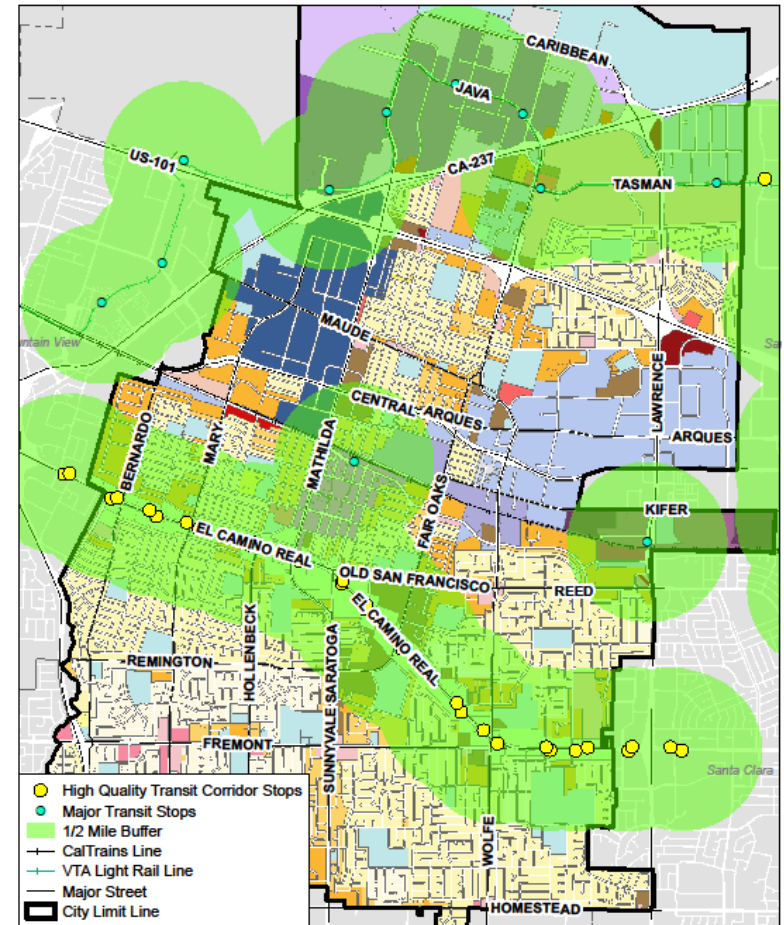 CARIBBEAN
JAVA
US-101
CA-237
TASMAN
MAUDE
CENTRAL
ARQUES
LAWRENCE
ARQUES
BERNARDO
MARY
MATHILDA
FAIR OAKS
KIFER
EL CAMINO REAL
OLD SAN FRANCISCO
REED
EL CAMINO REAL
HOLLENBECK
SUNNYVALE SARATOGA
REMINGTON
FREMONT
WOLFE
HOMESTEAD
untain View
Sa
Santa Clara
High Quality Transit Corridor Stops
Major Transit Stops
1/2 Mile Buffer
CalTrains Line
VTA Light Rail Line
Major Street
City Limit Line